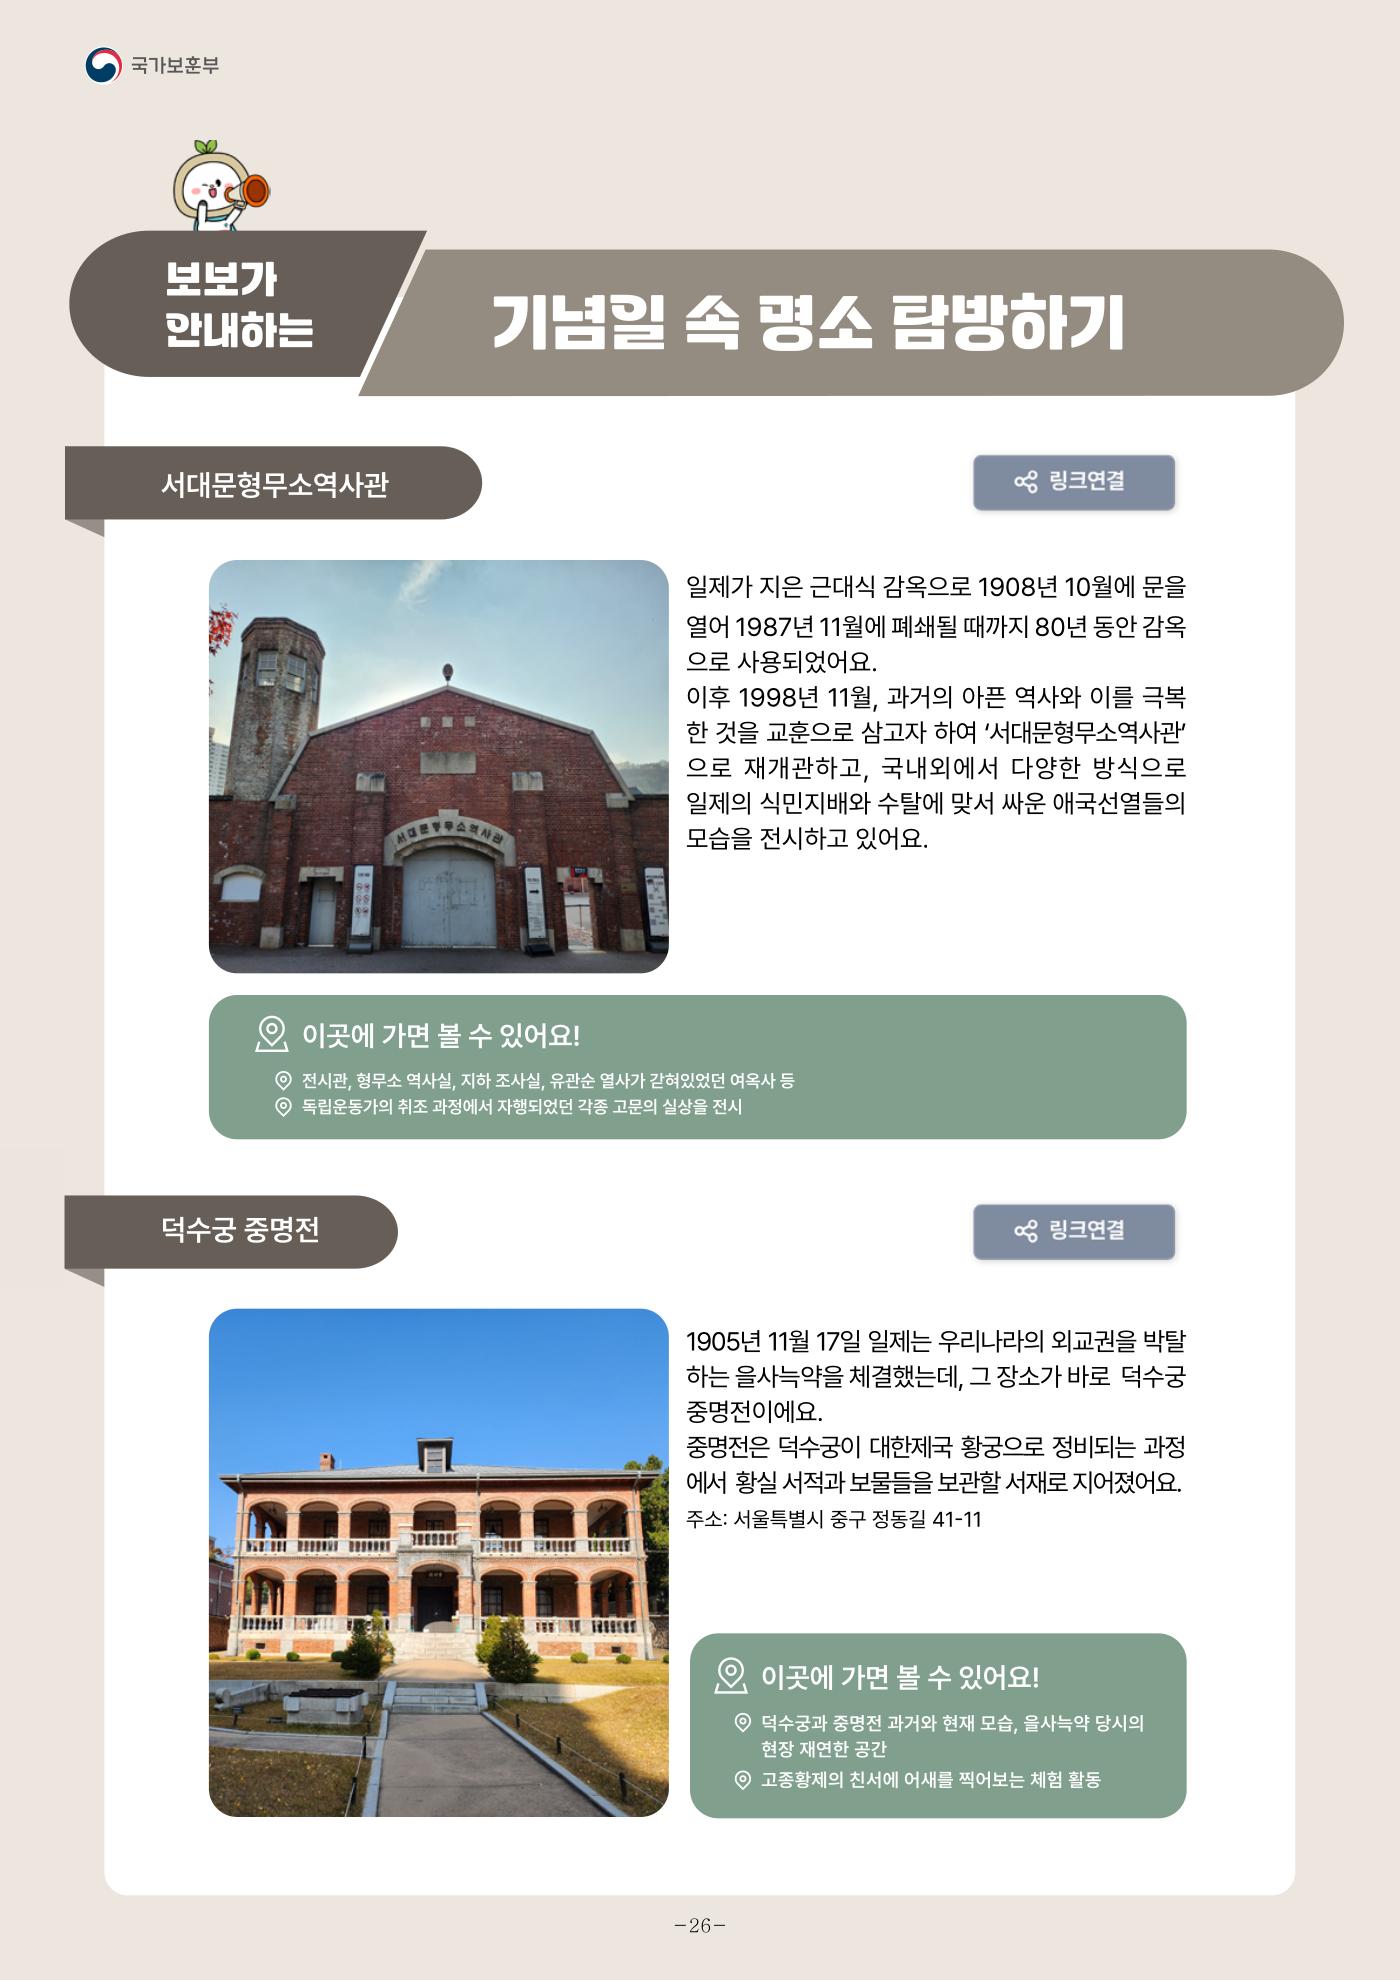 국가보훈부
보보가
안내하는
기념일 속 명소 탐방하기
서대문형무소역사관
링크연결
일제가 지은 근대식 감옥으로 1908년 10월에 문을
열어 1987년 11월에 폐쇄될 때까지 80년 동안 감옥
으로 사용되었어요.
이후 1998년 11월, 과거의 아픈 역사와 이를 극복
한 것을 교훈으로 삼고자 하여 ‘서대문형무소역사관’
으로 재개관하고, 국내외에서 다양한 방식으로
일제의 식민지배와 수탈에 맞서 싸운 애국선열들의
모습을 전시하고 있어요.
서대문형무소역사관
이곳에 가면 볼 수 있어요!
전시관, 형무소 역사실, 지하 조사실, 유관순 열사가 갇혀있었던 여옥사 등
독립운동가의 취조 과정에서 자행되었던 각종 고문의 실상을 전시
덕수궁 중명전
링크연결
1905년 11월 17일 일제는 우리나라의 외교권을 박탈
하는 을사늑약을 체결했는데, 그 장소가 바로 덕수궁
중명전이에요.
중명전은 덕수궁이 대한제국 황궁으로 정비되는 과정
에서 황실 서적과 보물들을 보관할 서재로 지어졌어요.
주소: 서울특별시 중구 정동길 41-11
이곳에 가면 볼 수 있어요!
덕수궁과 중명전 과거와 현재 모습, 을사늑약 당시의
현장 재연한 공간
고종황제의 친서에 어새를 찍어보는 체험 활동
-26-